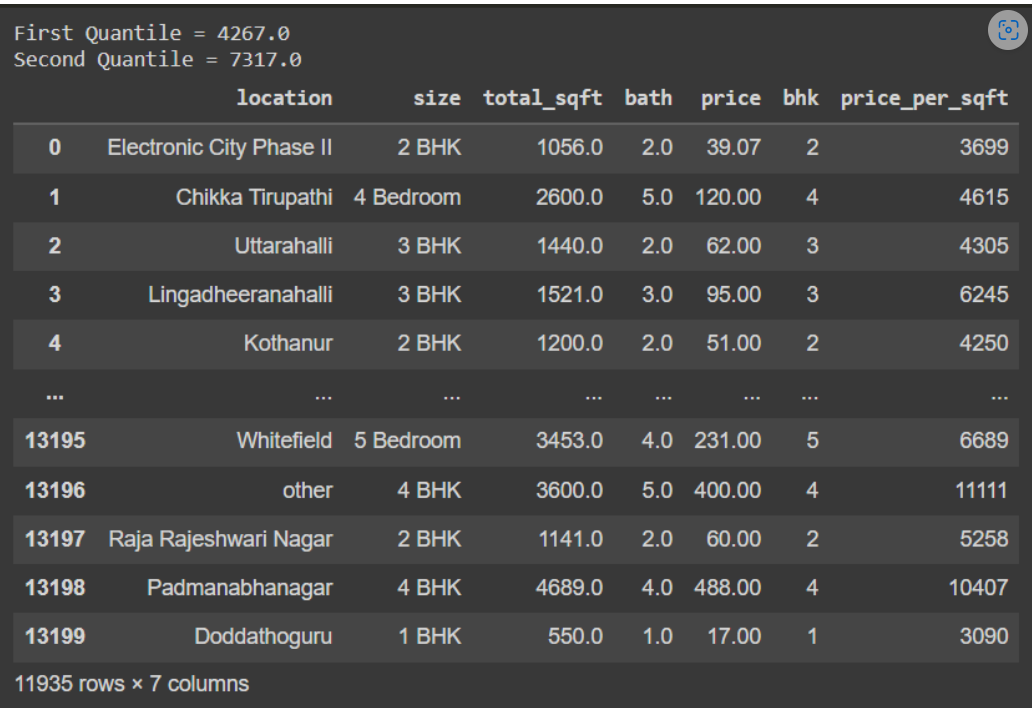 First Quantile = 4267.0
Second Quantile = 7317.0
location size total_sqft bath price bhk price_per_sqft
0 Electronic City Phase II 2 BHK 1056.0 2.0 39.07 2 3699
1 Chikka Tirupathi 4 Bedroom 2600.0 5.0 120.00 4 4615
2 Uttarahalli 3 BHK 1440.0 2.0 62.00 3 4305
3 Lingadheeranahalli 3 BHK 1521.0 3.0 95.00 3 6245
4 Kothanur 2 BHK 1200.0 2.0 51.00 2 4250
... ... ... ... ... ... ... ...
13195 Whitefield 5 Bedroom 3453.0 4.0 231.00 5 6689
13196 other 4 BHK 3600.0 5.0 400.00 4 11111
13197 Raja Rajeshwari Nagar 2 BHK 1141.0 2.0 60.00 2 5258
13198 Padmanabhanagar 4 BHK 4689.0 4.0 488.00 4 10407
13199 Doddathoguru 1 BHK 550.0 1.0 17.00 1 3090
11935 rows × 7 columns